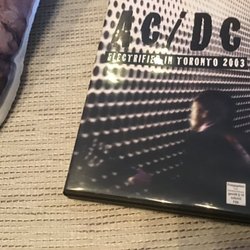 AC/DC
ELECTRIFIED IN TORONTO 2003